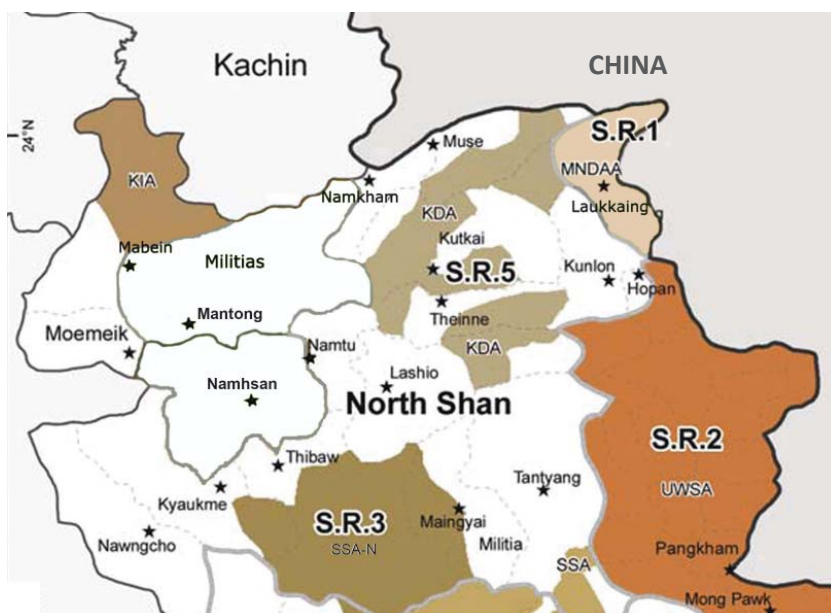 Kachin
CHINA
24°N
Muse
S.R.1
MNDAA
KIA
Namkham
Laukkaing
KDA
Mabein
Militias
Kutkai
S.R.5
Kunlon
Hopan
Mantong
Theinne
Moemeik
Namtu
KDA
Lashio
Namhsan
North Shan
S.R.2
Thibaw
Tantyang
UWSA
Kyaukme
S.R.3
Maingyai
Nawngcho
SSA-N
Militia
Pangkham
SSA
Mong Pawk